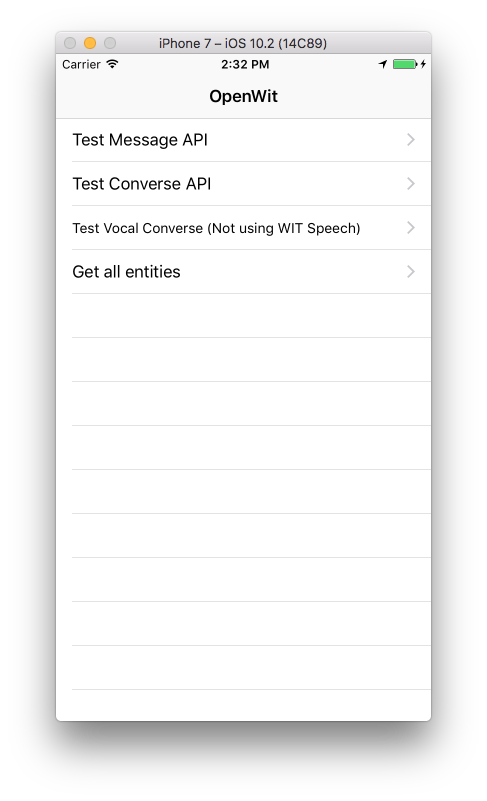 iPhone 7 – iOS 10.2 (14C89)
Carrier 2:32 PM
OpenWit
Test Message API
Test Converse API
Test Vocal Converse (Not using WIT Speech)
Get all entities